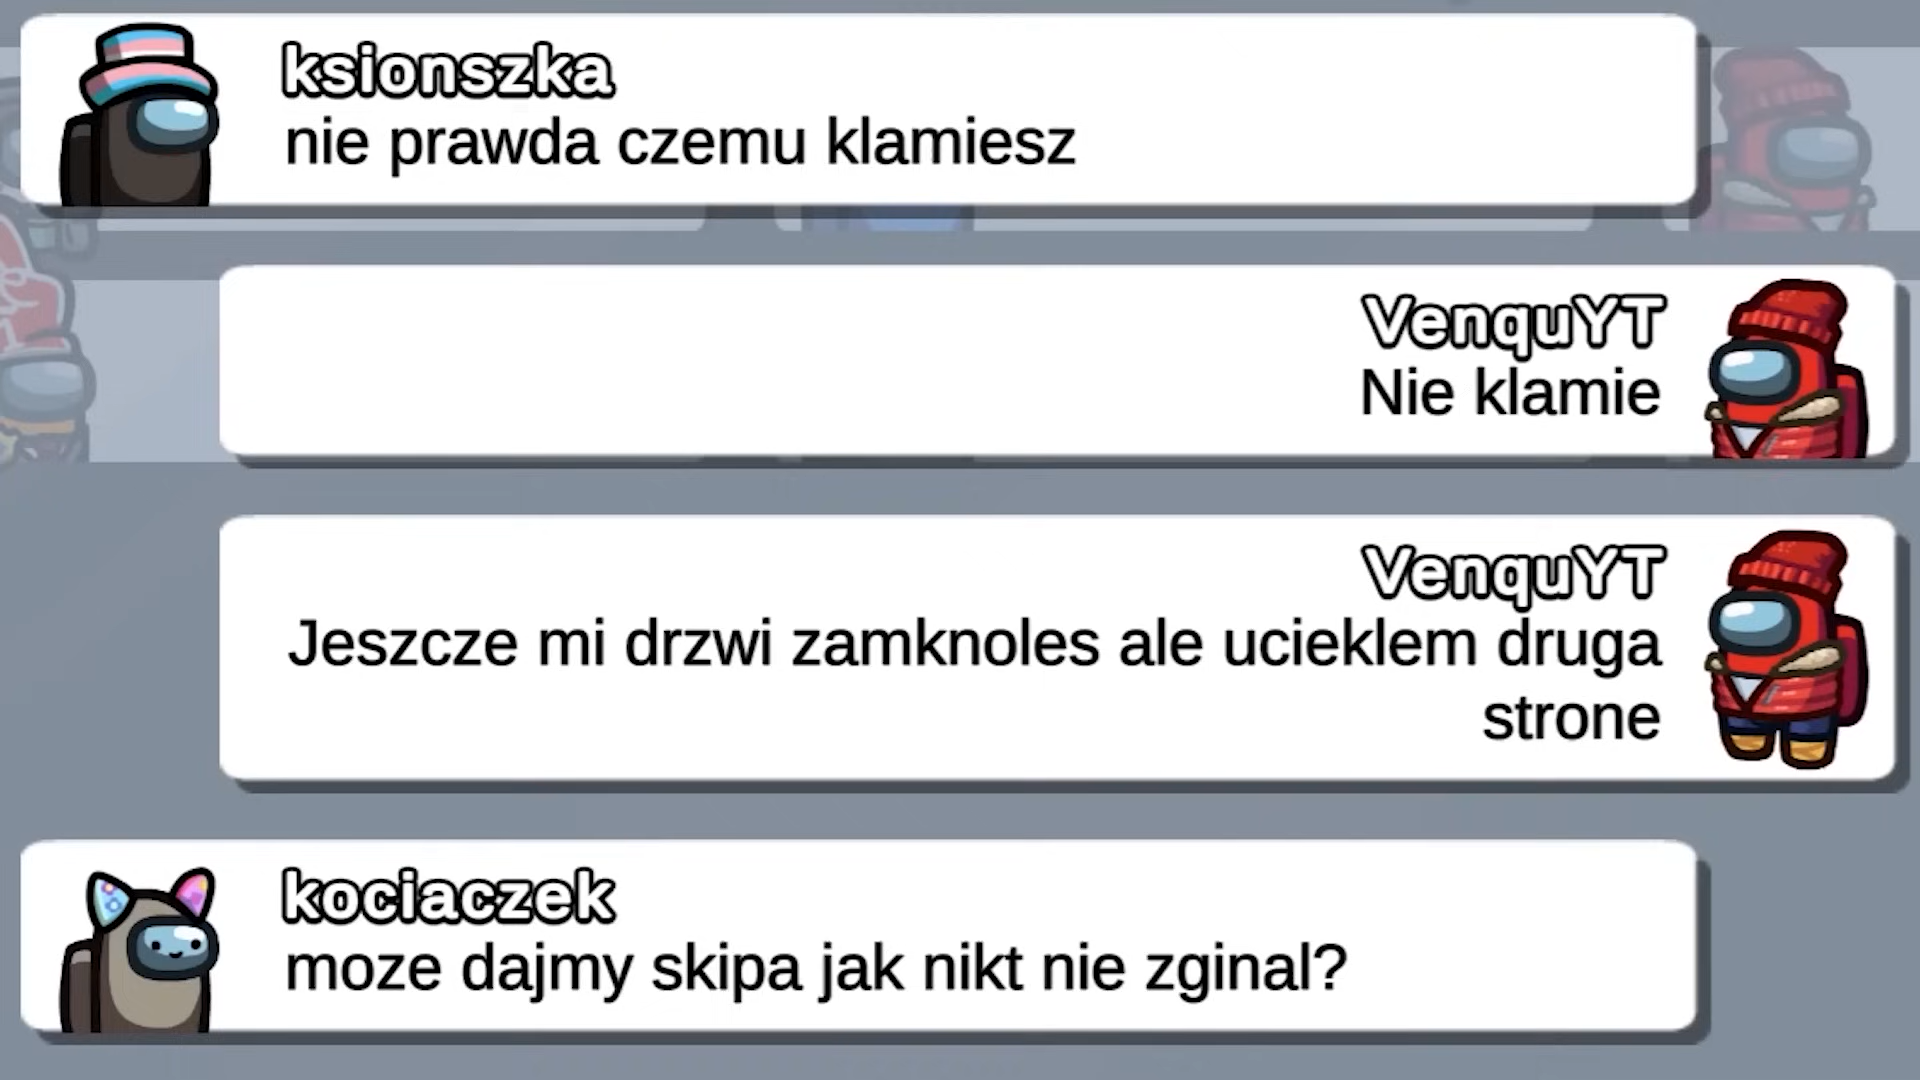 ksionszka
nie prawda czemu klamiesz
VenquYT
Nie klamie
VenquYT
Jeszcze mi drzwi zamknoles ale ucieklem druga
strone
kociaczek
moze dajmy skipa jak nikt nie zginal?